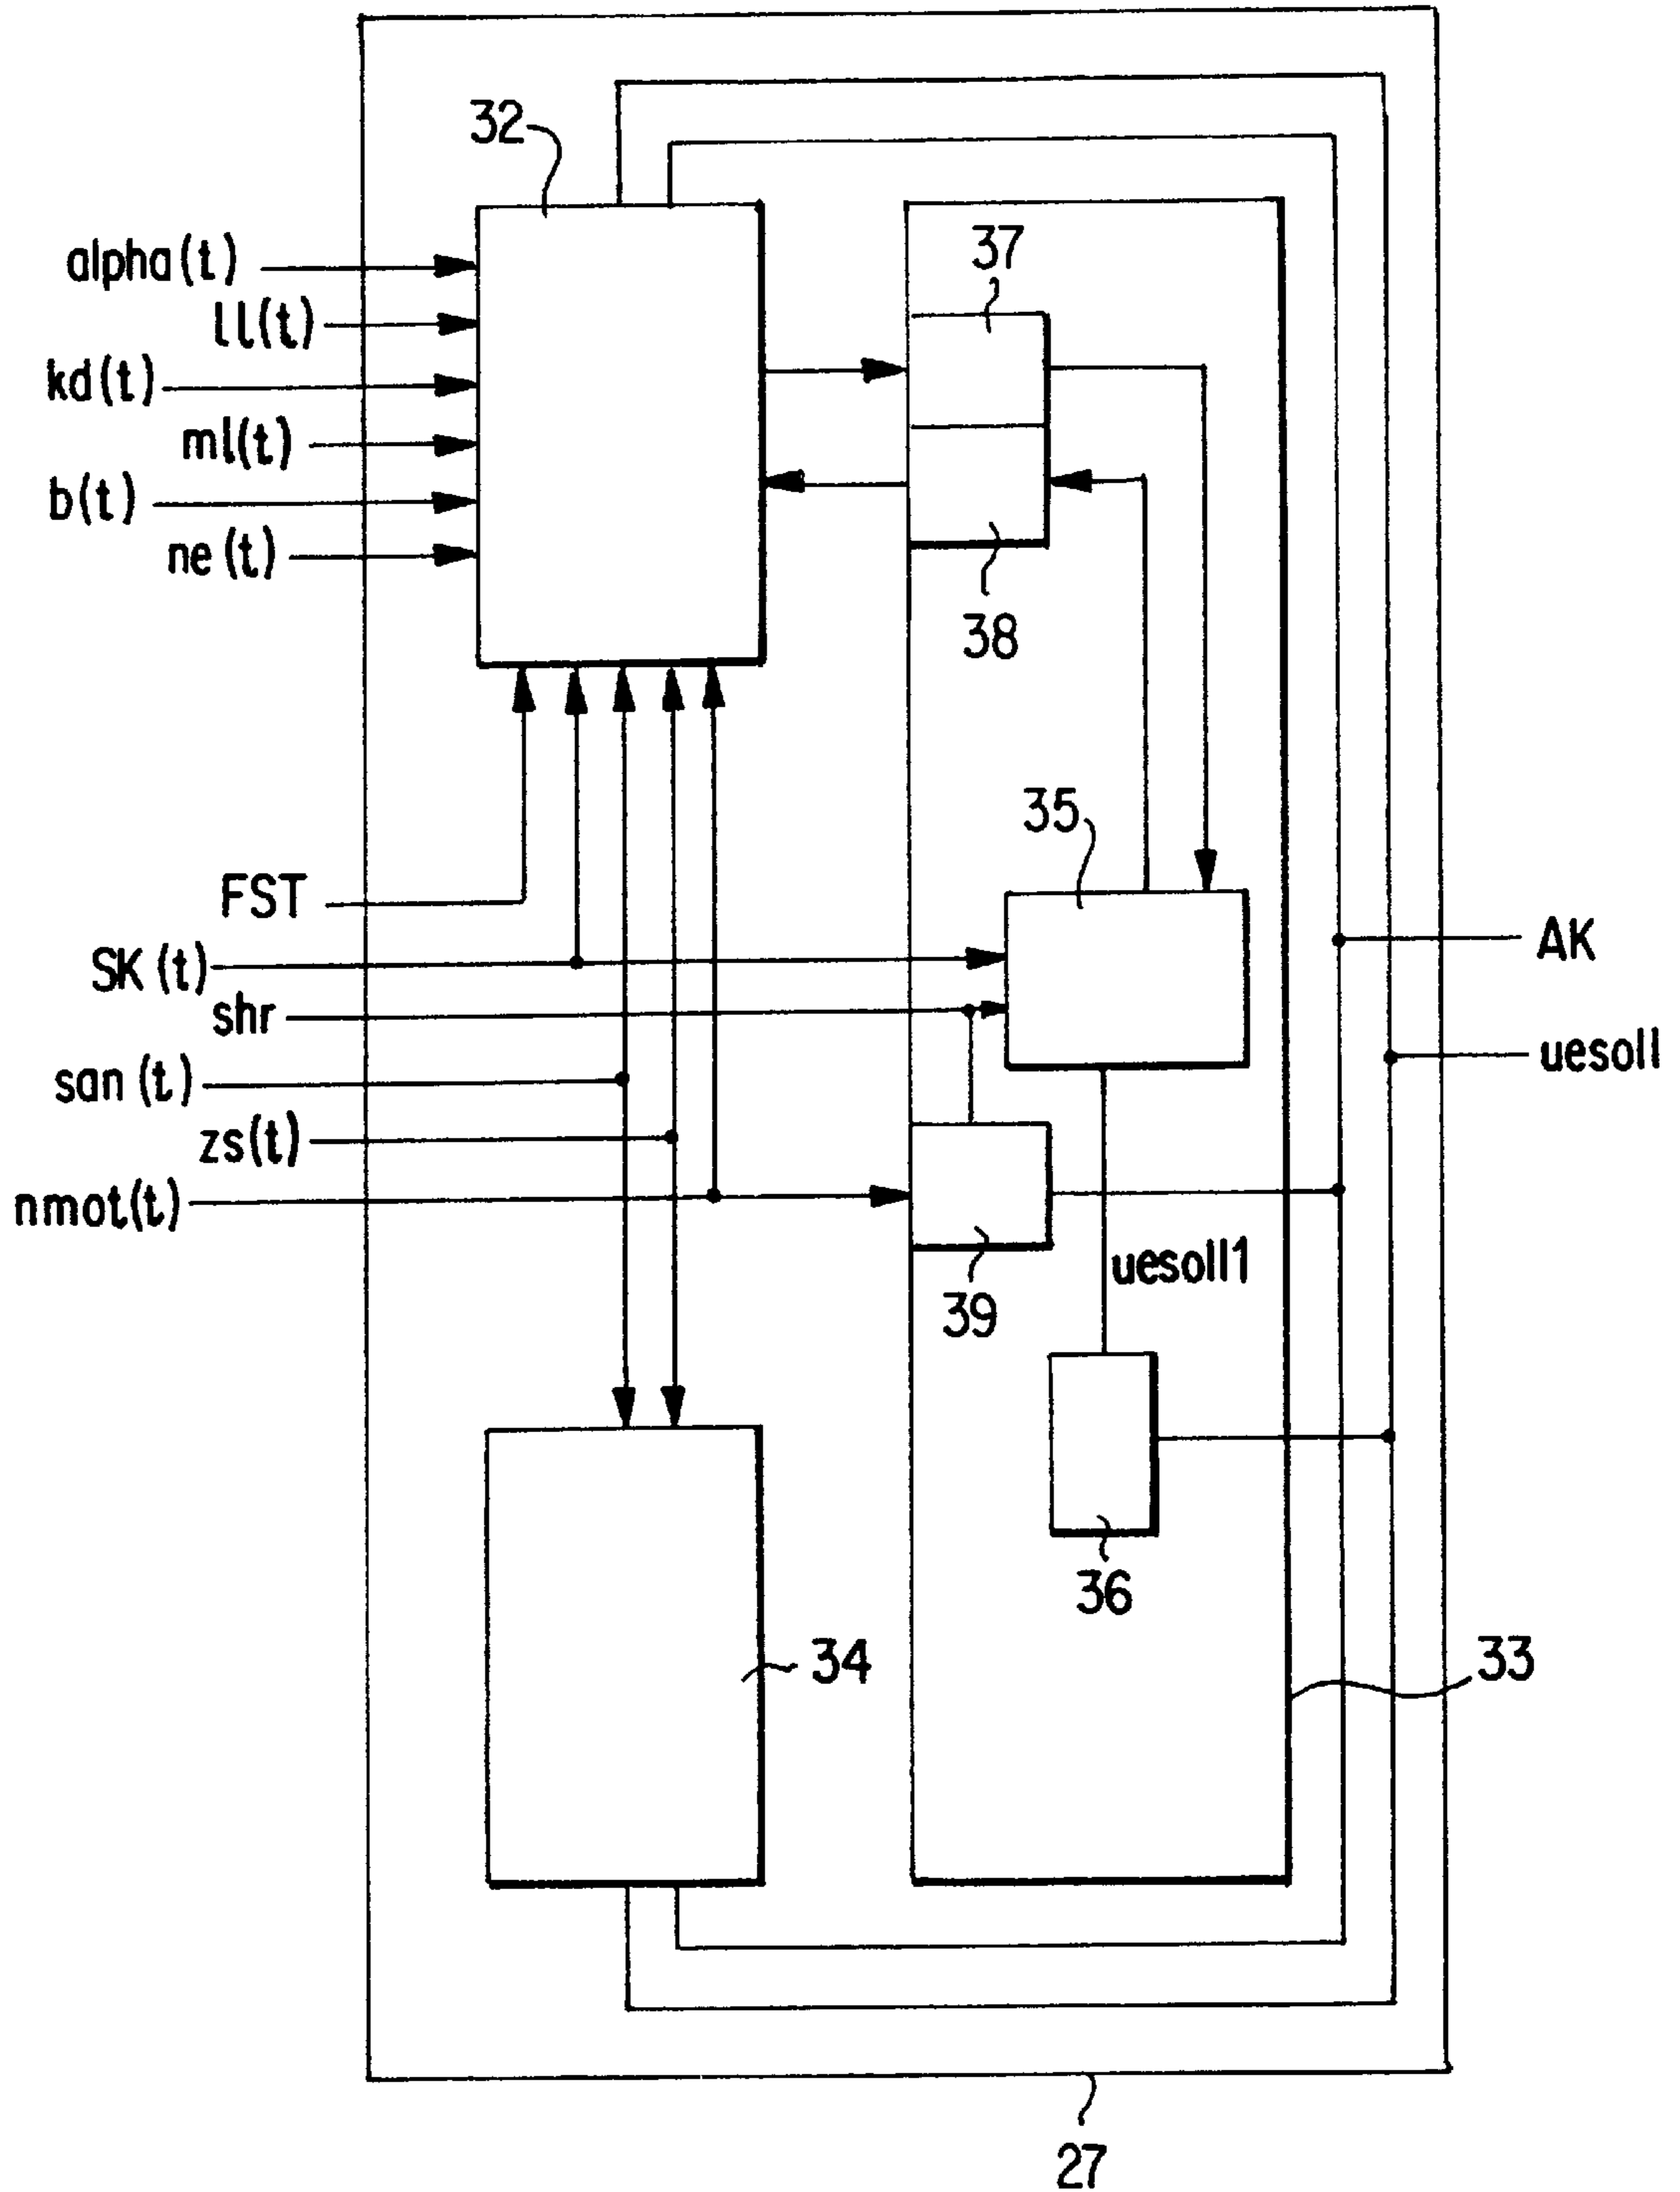 32
37
alpha(t)
ll(t)
kd(t)
ml(t)
b(t)
ne(t)
38
35
FST
SK(t)
AK
shr
uesoll
san(t)
zs(t)
nmot(t)
uesoll1
39
36
34
33
27